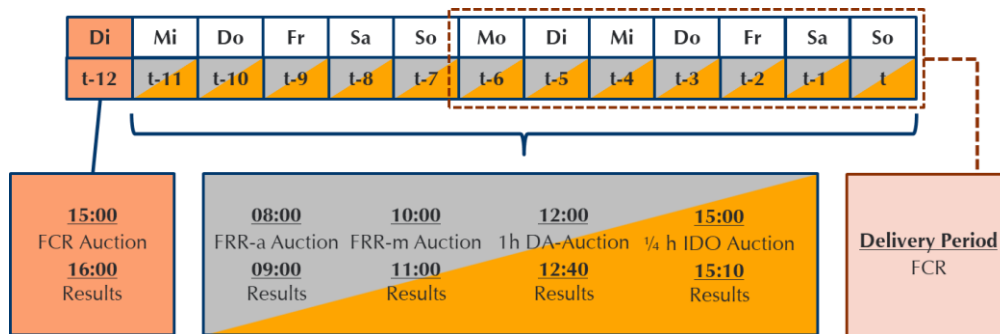 Di Mi Do Fr Sa So Mo Di Mi Do Fr Sa So
t-12 t-11 t-10 t-9 t-8 t-7 t-6 t-5 t-4 t-3 t-2 t-1 t
15:00
FCR Auction
16:00
Results
08:00 10:00 12:00 15:00
FRR-a Auction FRR-m Auction 1h DA-Auction ¼ h IDO Auction
09:00 11:00 12:40 15:10
Results Results Results Results
Delivery Period
FCR